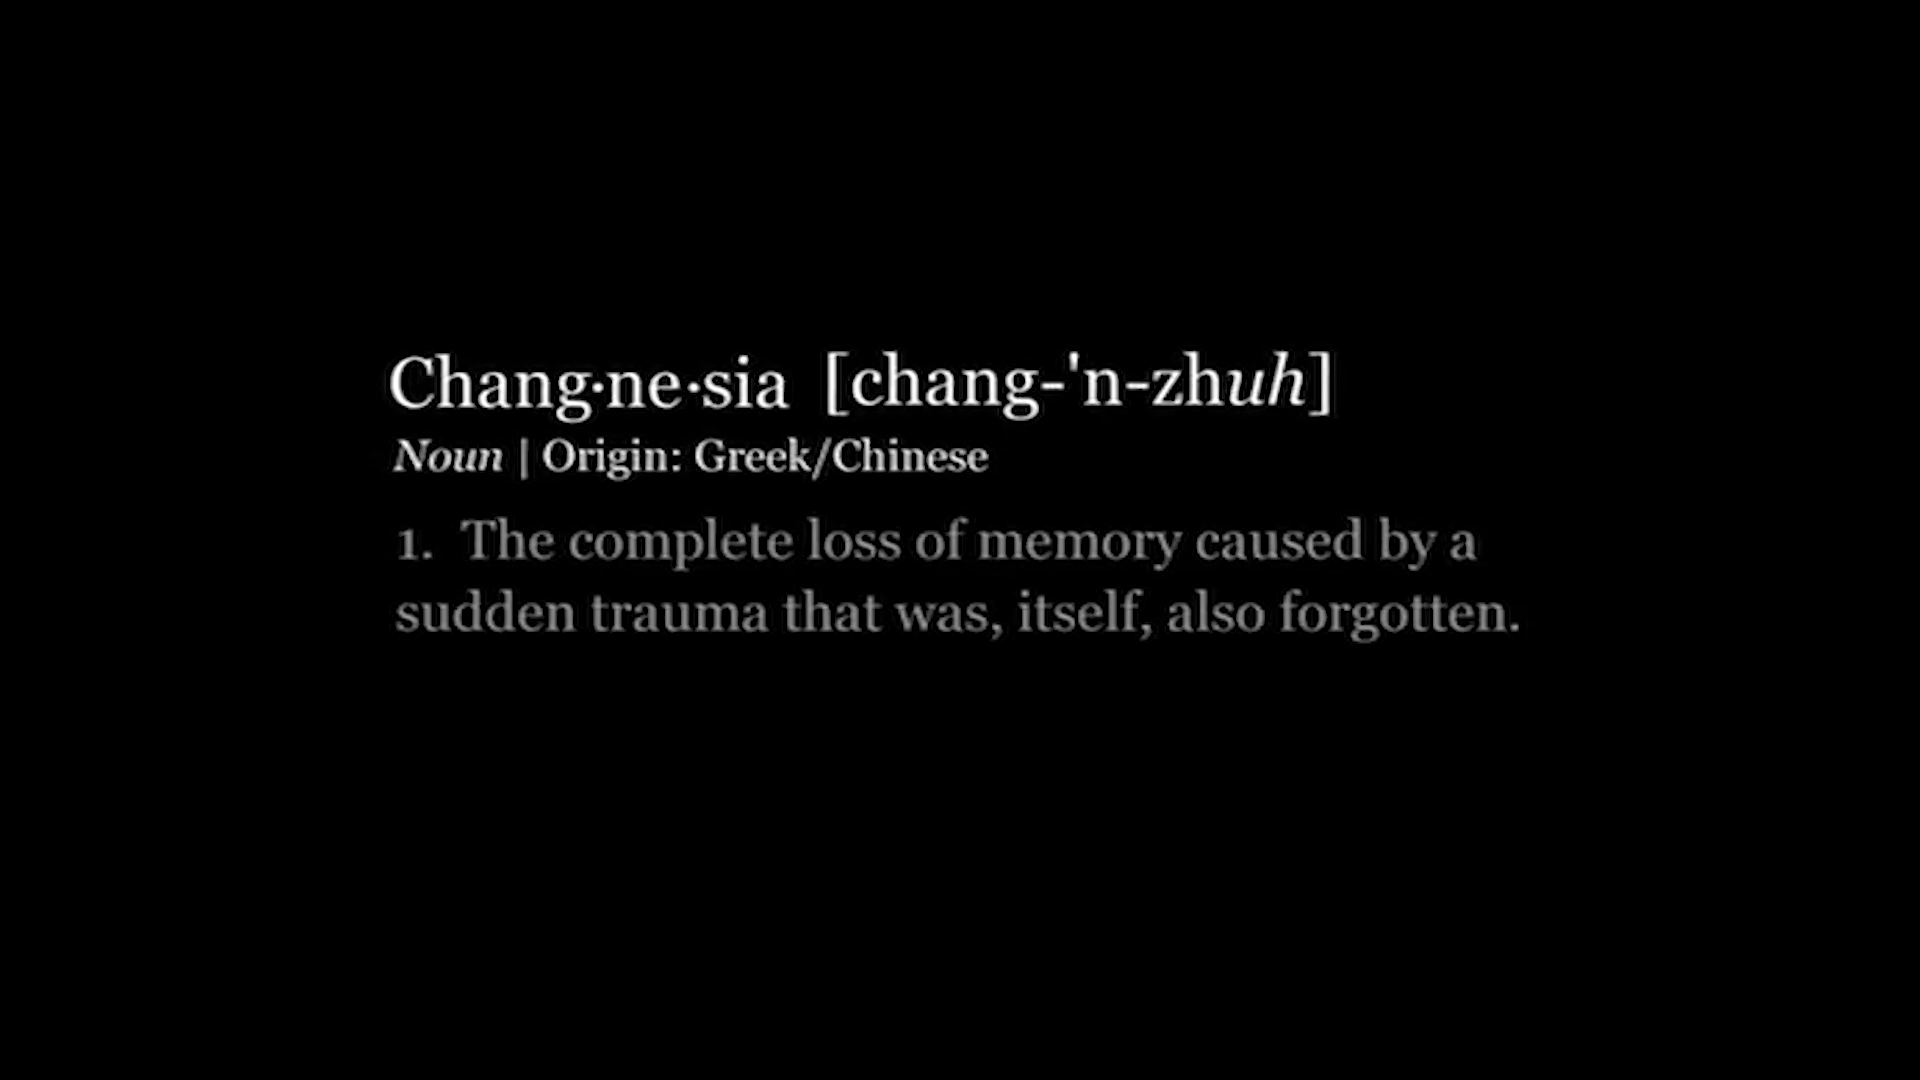 Chang·ne·sia [chang-'n-zhuh]
Noun | Origin: Greek/Chinese
1. The complete loss of memory caused by a
sudden trauma that was, itself, also forgotten.